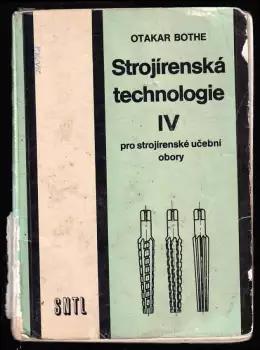 OTAKAR BOTHE
Strojírenská
technologie
IV
pro strojírenské učební
obory
SNTL